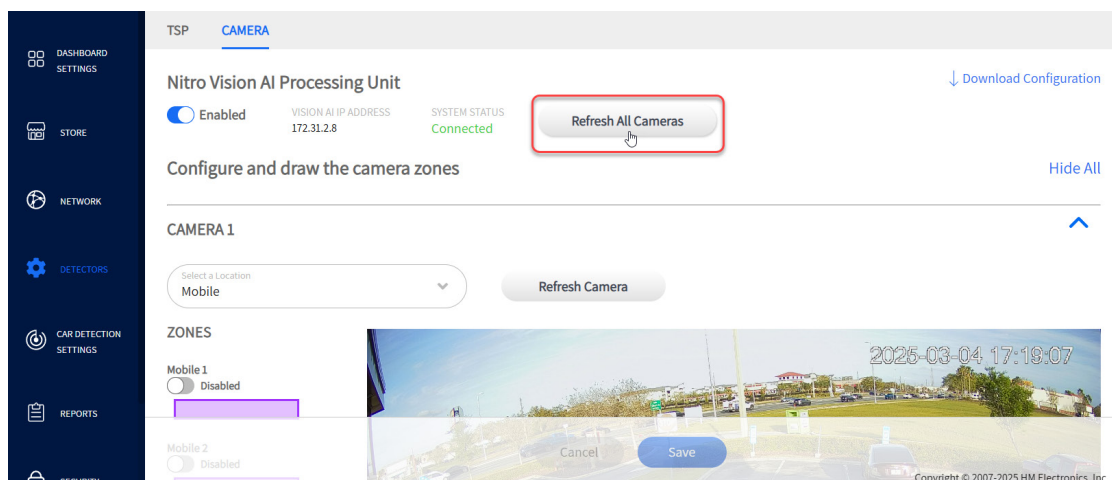 TSP
CAMERA
DASHBOARD
SETTINGS
STORE
NETWORK
DETECTORS
CAR DETECTION
SETTINGS
REPORTS
SECURITY
Nitro Vision AI Processing Unit
Download Configuration
Enabled
VISION AI IP ADDRESS
172.31.2.8
SYSTEM STATUS
Connected
Refresh All Cameras
Configure and draw the camera zones
Hide All
CAMERA 1
Select a Location
Mobile
Refresh Camera
ZONES
2025-03-04 17:19:07
Mobile 1
Disabled
Mobile 2
Disabled
Cancel
Save
Copyright © 2007-2025 HM Electronics, Inc